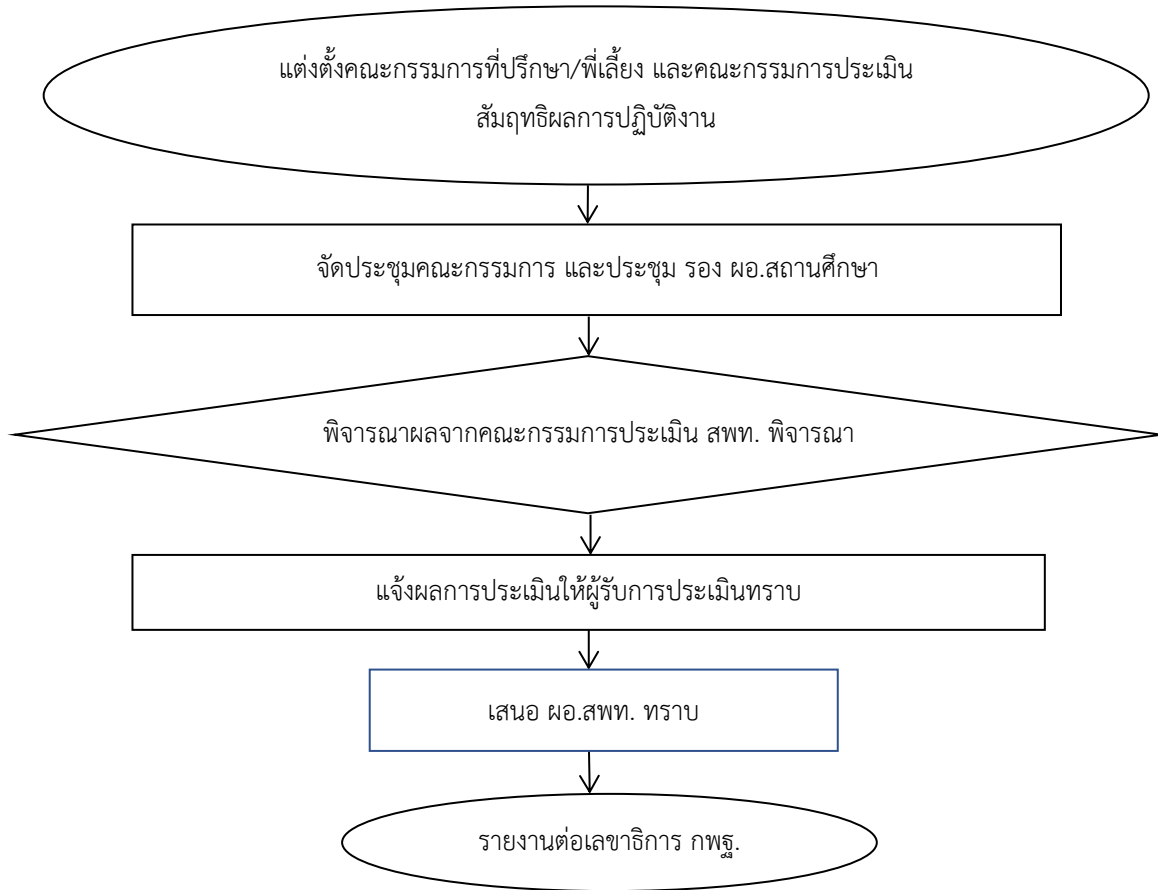 แต่งตั้งคณะกรรมการที่ปรึกษา/พี่เลี้ยง และคณะกรรมการประเมิน
สัมฤทธิผลการปฏิบัติงาน
จัดประชุมคณะกรรมการ และประชุม รอง ผอ.สถานศึกษา
พิจารณาผลจากคณะกรรมการประเมิน สพท. พิจารณา
แจ้งผลการประเมินให้ผู้รับการประเมินทราบ
เสนอ ผอ.สพท. ทราบ
รายงานต่อเลขาธิการ กพฐ.